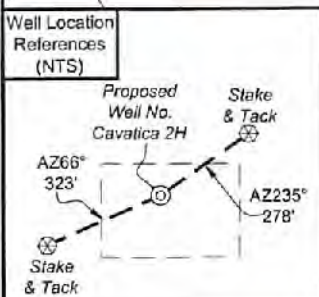 Well Location
References
(NTS)
Proposed
Well No.
Cavatica 2H
Stake
& Tack
AZ66°
323'
AZ235°
278'
Stake
& Tack